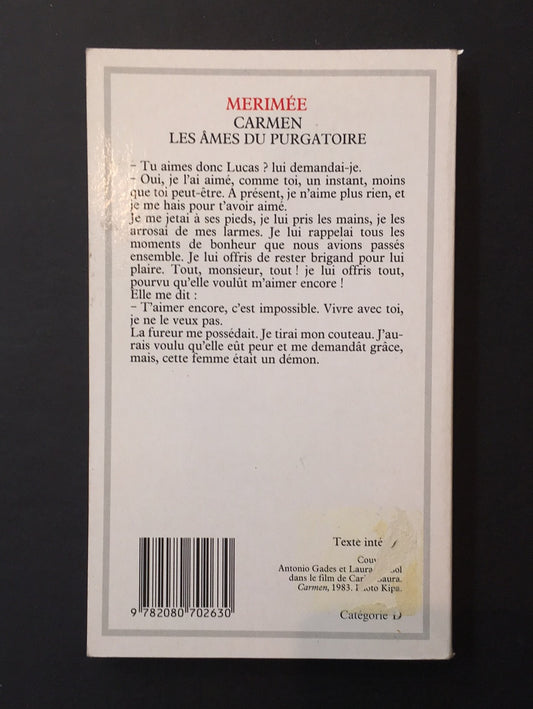 MERIMÉE
CARMEN
LES ÂMES DU PURGATOIRE
– Tu aimes donc Lucas ? lui demandai-je.
– Oui, je l'ai aimé, comme toi, un instant, moins
que toi peut-être. À présent, je n'aime plus rien, et
je me hais pour t'avoir aimé.
Je me jetai à ses pieds, je lui pris les mains, je les
arrosai de mes larmes. Je lui rappelai tous les
moments de bonheur que nous avions passés
ensemble. Je lui offris de rester brigand pour lui
plaire. Tout, monsieur, tout ! je lui offris tout,
pourvu qu'elle voulût m'aimer encore !
Elle me dit :
– T'aimer encore, c'est impossible. Vivre avec toi,
je ne le veux pas.
La fureur me possédait. Je tirai mon couteau. J'au-
rais voulu qu'elle eût peur et me demandât grâce,
mais, cette femme était un démon.
Texte
Antonio Gades et Laura
dans le film de
Carmen, 1983. Kipa.
Catégorie D
9 782080 702630